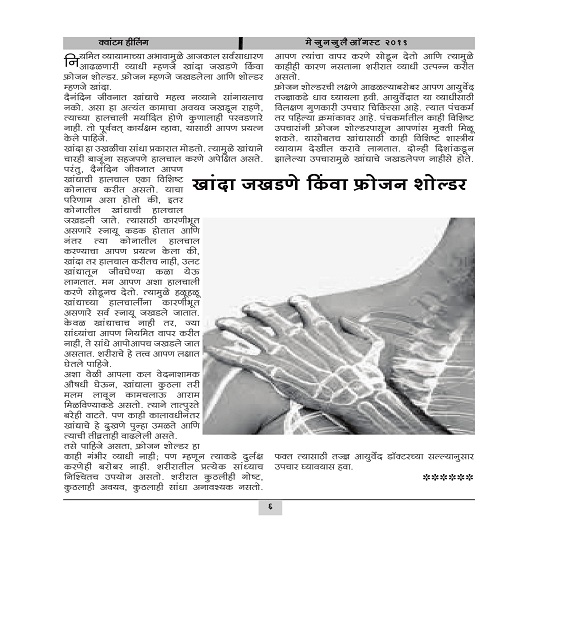 क्वांटम हीलिंग
मे जुन जुलै ऑगस्ट २०१९
नियमित व्यायामाच्या अभावामुळे आजकाल सर्वसाधारण
आढळणारी व्याधी म्हणजे खांदा जखडणे किंवा
फ्रोजन शोल्डर. फ्रोजन म्हणजे जखडलेला आणि शोल्डर
म्हणजे खांदा.
दैनंदिन जीवनात खांद्याचे महत्त्व नव्याने सांगनायलाच
नको. असा हा अत्यंत कामाचा अवयव जखडून राहणे,
त्याच्या हालचाली मर्यादित होणे कुणालाही परवडणारे
नाही. तो पूर्ववत् कार्यक्षम व्हावा, यासाठी आपण प्रयत्न
केले पाहिजे.
खांदा हा उखळीचा सांधा प्रकारात मोडतो. त्यामुळे खांद्याने
चारही बाजूंना सहजपणे हालचाल करणे अपेक्षित असते.
परंतु, दैनंदिन जीवनात आपण
खांद्याची हालचाल एका विशिष्ट
कोनातच करीत असतो. याचा
परिणाम असा होतो की, इतर
कोनातील खांद्याची हालचाल
जखडली जाते. त्यासाठी कारणीभूत
असणारे स्नायू कडक होतात आणि
नंतर त्या कोनातील हालचाल
करण्याचा आपण प्रयत्न केला की,
खांदा तर हालचाल करीतच नाही, उलट
खांद्यातून जीवघेण्या कळा येऊ
लागतात. मग आपण अशा हालचाली
करणे सोडूनच देतो. त्यामुळे हळूहळू
खांद्याच्या हालचालींना कारणीभूत
असणारे सर्व स्नायू जखडले जातात.
केवळ खांद्याचाच नाही तर, ज्या
सांध्यांचा आपण नियमित वापर करीत
नाही, ते सांधे आपोआपच जखडले जात
असतात. शरीराचे हे तत्त्व आपण लक्षात
घेतले पाहिजे.
अशा वेळी आपला कल वेदनाशामक
औषधी घेऊन, खांद्याला कुठला तरी
मलम लावून कामचलाऊ आराम
मिळविण्याकडे असतो. त्याने तात्पुरते
बरेही वाटते. पण काही कालावधीनंतर
खांद्याचे हे दुखणे पुन्हा उमळते आणि
त्याची तीव्रताही वाढलेली असते.
तसे पाहिजे असता, फ्रोजन शोल्डर हा
काही गंभीर व्याधी नाही; पण म्हणून त्याकडे दुर्लक्ष
करणेही बरोबर नाही. शरीरातील प्रत्येक सांध्याच
निश्चितच उपयोग असतो. शरीरात कुठलीही गोष्ट,
कुठलाही अवयव, कुठलाही सांधा अनावश्यक नसतो.
आपण त्यांचा वापर करणे सोडून देतो आणि त्यामुळे
काहीही कारण नसताना शरीरात व्याधी उत्पन्न करीत
असतो.
फ्रोजन शोल्डरची लक्षणे आढळल्याबरोबर आपण आयुर्वेद
तज्ज्ञाकडे धाव घ्यायला हवी. आयुर्वेदात या व्याधीसाठी
विलक्षण गुणकारी उपचार चिकित्सा आहे. त्यात पंचकर्म
तर पहिल्या क्रमांकावर आहे. पंचकर्मातील काही विशिष्ट
उपचारांनी फ्रोजन शोल्डरपासून आपणांस मुक्ती मिळू
शकते. यासोबतच खांद्यासाठी काही विशिष्ट शास्त्रीय
व्यायाम देखील करावे लागतात. दोन्ही दिशांकडून
झालेल्या उपचारामुळे खांद्याचे जखडलेपण नाहीसे होते.
खांदा जखडणे किंवा फ्रोजन शोल्डर
फक्त त्यासाठी तज्ज्ञ आयुर्वेद डॉक्टरच्या सल्ल्यानुसार
उपचार घ्यावयास हवा.
******
६